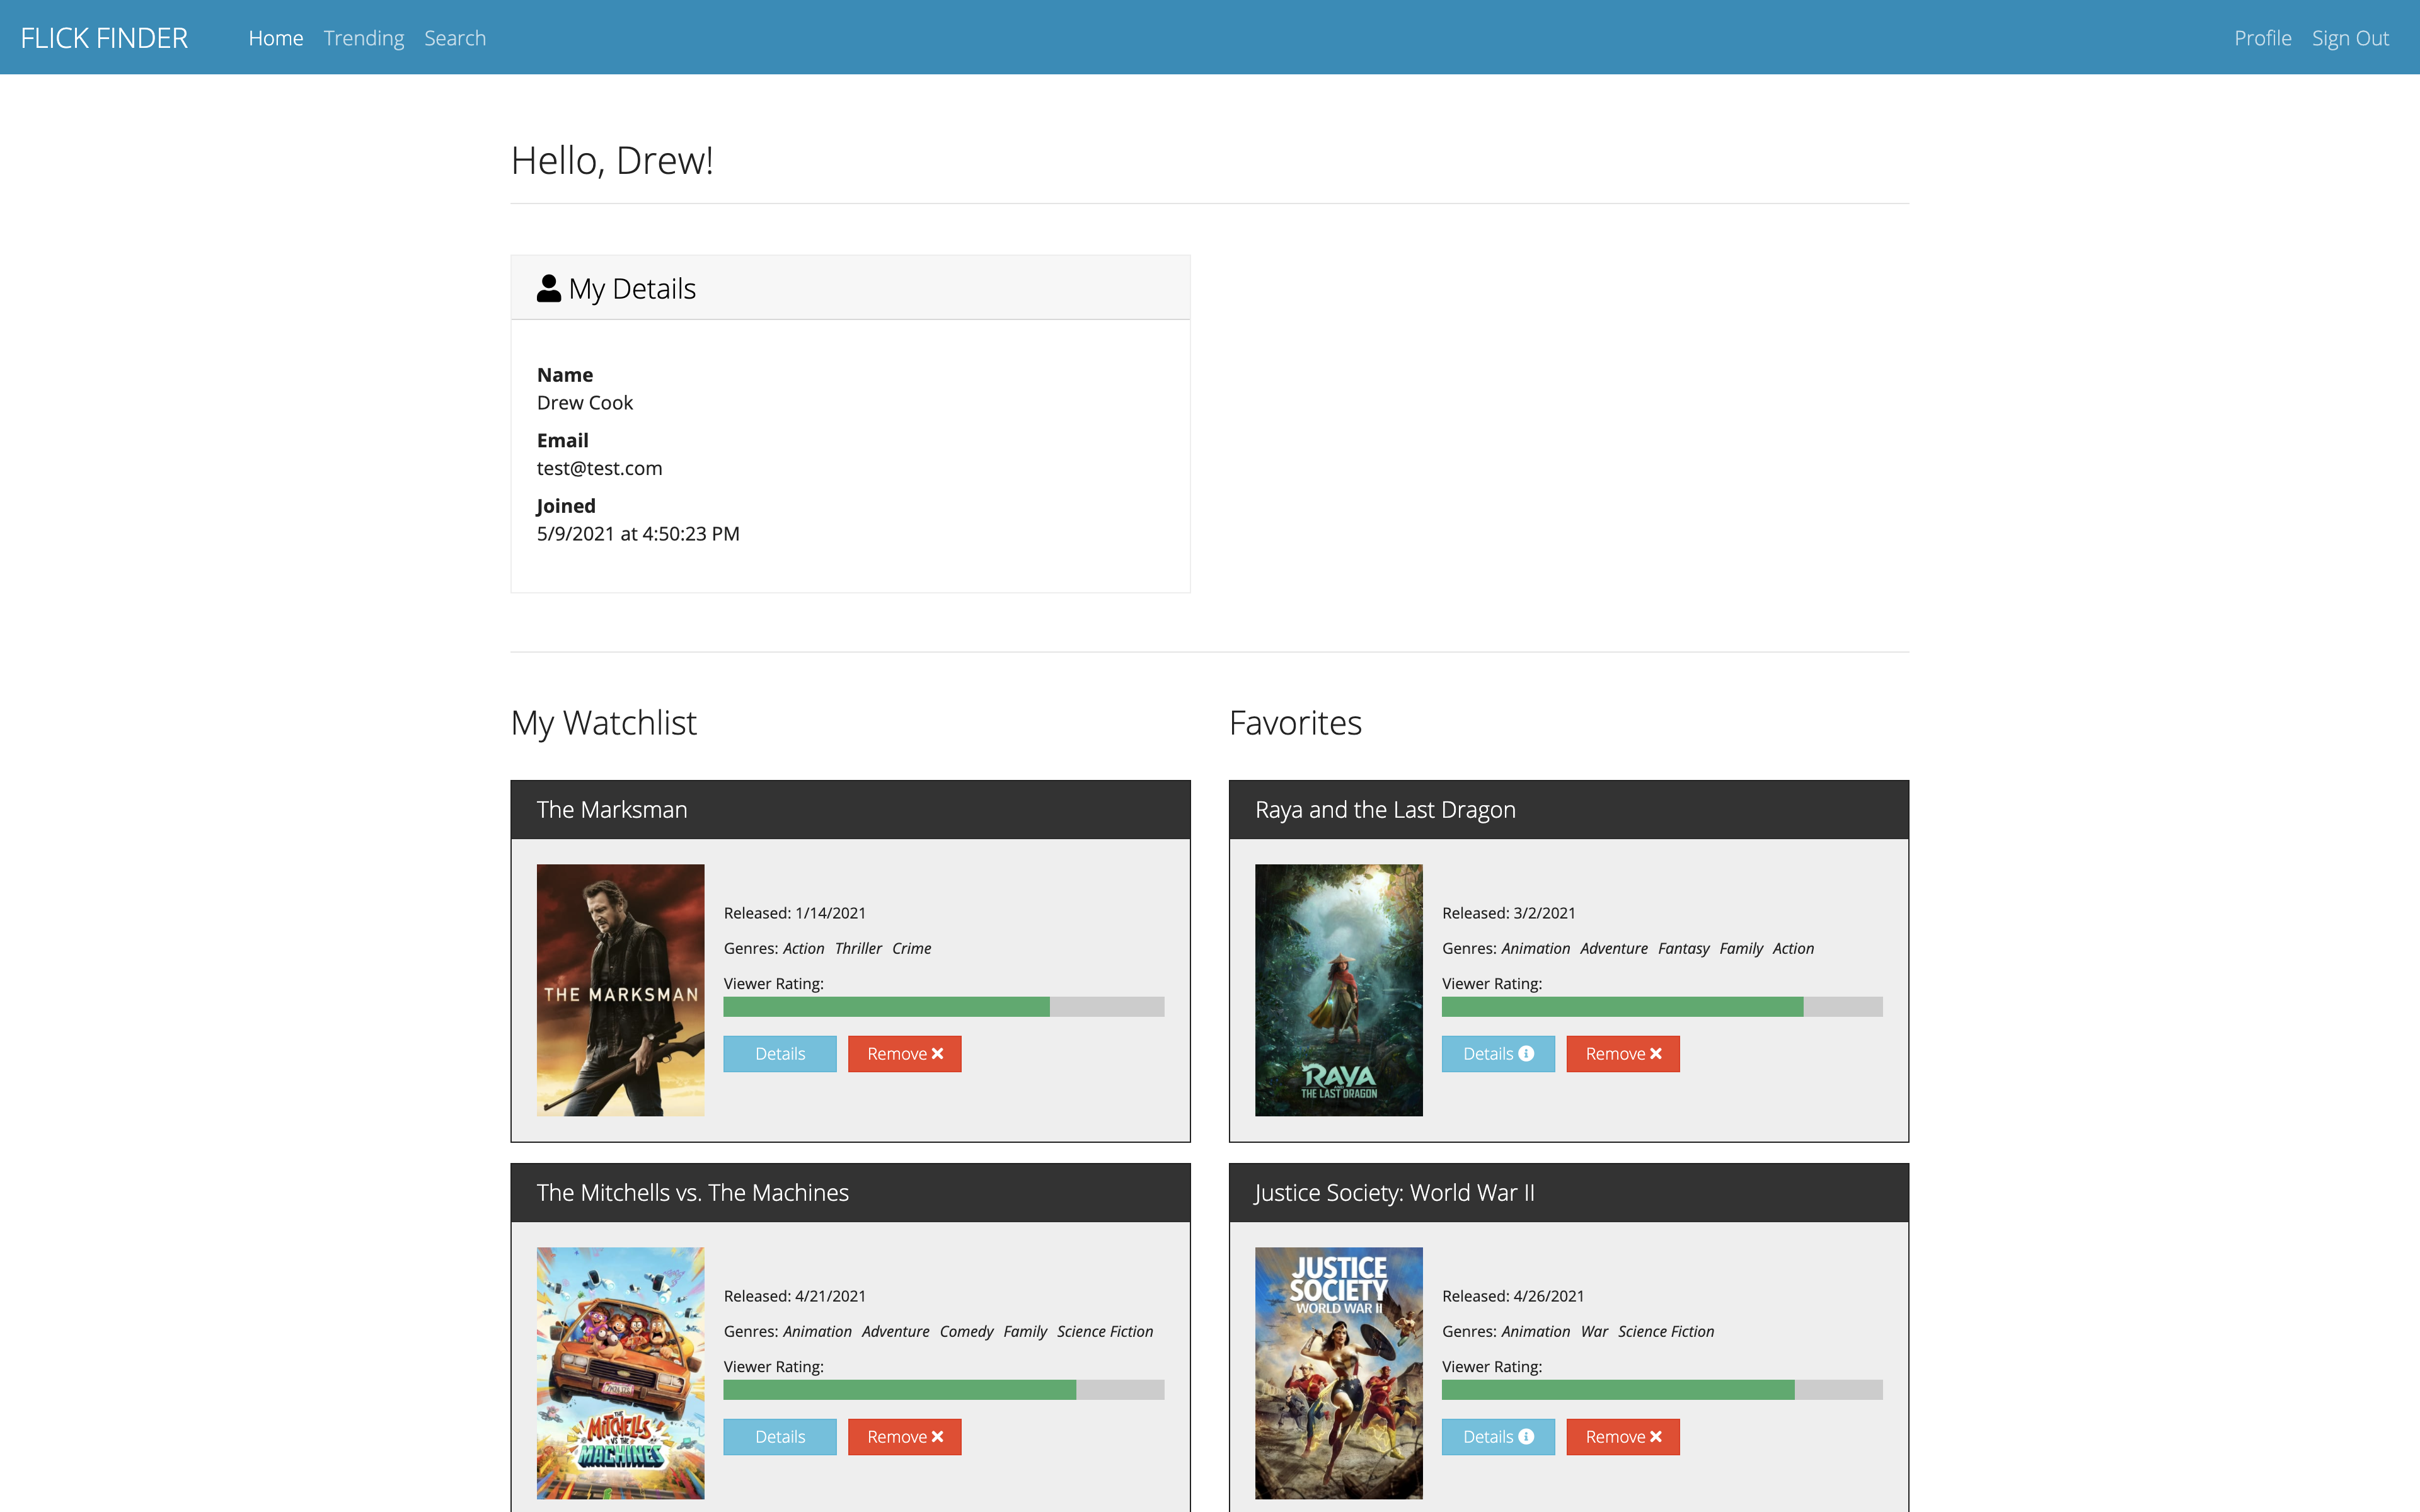 FLICK FINDER Home Trending Search Profile Sign Out
Hello, Drew!
My Details
Name
Drew Cook
Email
test@test.com
Joined
5/9/2021 at 4:50:23 PM
My Watchlist
The Marksman
THE MARKSMAN
Released: 1/14/2021
Genres: Action Thriller Crime
Viewer Rating:
Details Remove
The Mitchells vs. The Machines
THE
MITCHELLS
VS THE
MACHINES
Released: 4/21/2021
Genres: Animation Adventure Comedy Family Science Fiction
Viewer Rating:
Details Remove
Favorites
Raya and the Last Dragon
RAYA
AND
THE LAST DRAGON
Released: 3/2/2021
Genres: Animation Adventure Fantasy Family Action
Viewer Rating:
Details Remove
Justice Society: World War II
JUSTICE
SOCIETY
WORLD WAR II
Released: 4/26/2021
Genres: Animation War Science Fiction
Viewer Rating:
Details Remove